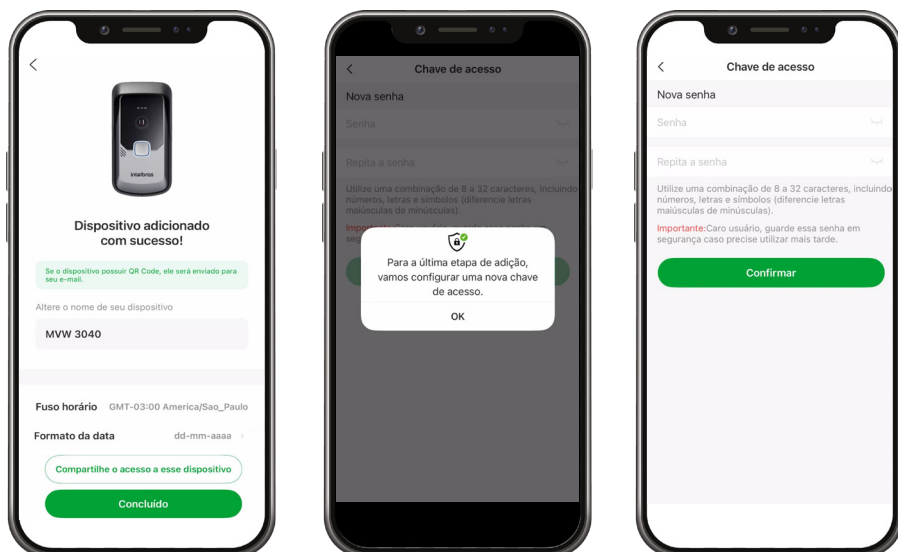 intelbras
Dispositivo adicionado
com sucesso!
Se o dispositivo possuir QR Code, ele será enviado para
seu e-mail.
Altere o nome de seu dispositivo
MVW 3040
Fuso horário GMT-03:00 America/Sao_Paulo
Formato da data dd-mm-aaaa
Compartilhe o acesso a esse dispositivo
Concluído
Chave de acesso
Nova senha
Senha
Repita a senha
Utilize uma combinação de 8 a 32 caracteres, incluindo
números, letras e símbolos (diferencie letras
maiúsculas de minúsculas).
Para a última etapa de adição,
vamos configurar uma nova chave
de acesso.
OK
Chave de acesso
Nova senha
Senha
Repita a senha
Utilize uma combinação de 8 a 32 caracteres, incluindo
números, letras e símbolos (diferencie letras
maiúsculas de minúsculas).
Importante:Caro usuário, guarde essa senha em
segurança caso precise utilizar mais tarde.
Confirmar